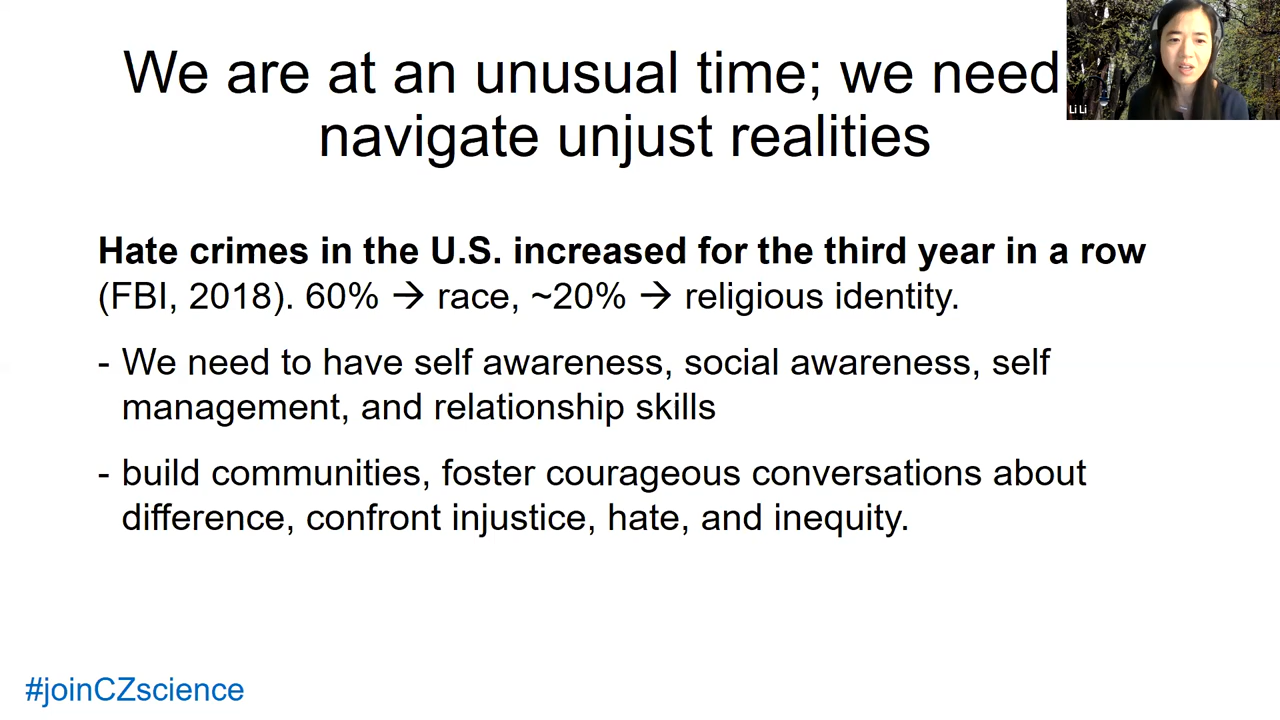 We are at an unusual time; we need
navigate unjust realities
Li Li
Hate crimes in the U.S. increased for the third year in a row
(FBI, 2018). 60% → race, ~20% → religious identity.
- We need to have self awareness, social awareness, self
management, and relationship skills
- build communities, foster courageous conversations about
difference, confront injustice, hate, and inequity.
#joinCZscience